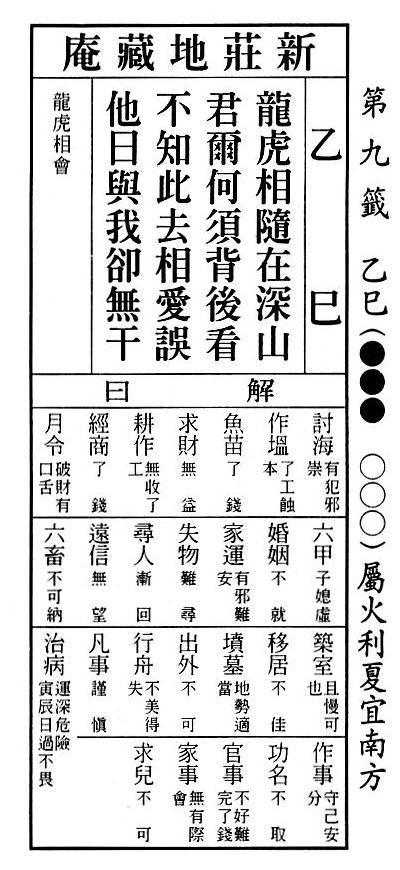 第九籤 乙巳(●●● ○○○)屬火利夏宜南方
新莊地藏庵
乙巳
龍虎相隨在深山
君爾何須背後看
不知此去相愛誤
他日與我卻無干
龍虎相會
解曰
討海 有犯邪祟
作塭 了工蝕本
魚苗 了錢
求財 無益
耕作 無收了工
經商 了錢
月令 破財有口舌
六甲 子媳虛
婚姻 不就
家運 有邪難安
失物 難尋
尋人 漸回
遠信 無望
六畜 不可納
築室 且慢可也
移居 不佳
墳墓 地勢適當
出外 不可
行舟 不美得失
凡事 謹慎
治病 運深危險寅辰日過不畏
作事 守己安分
功名 不取
官事 不好難完了錢
家事 無有際會
求兒 不可